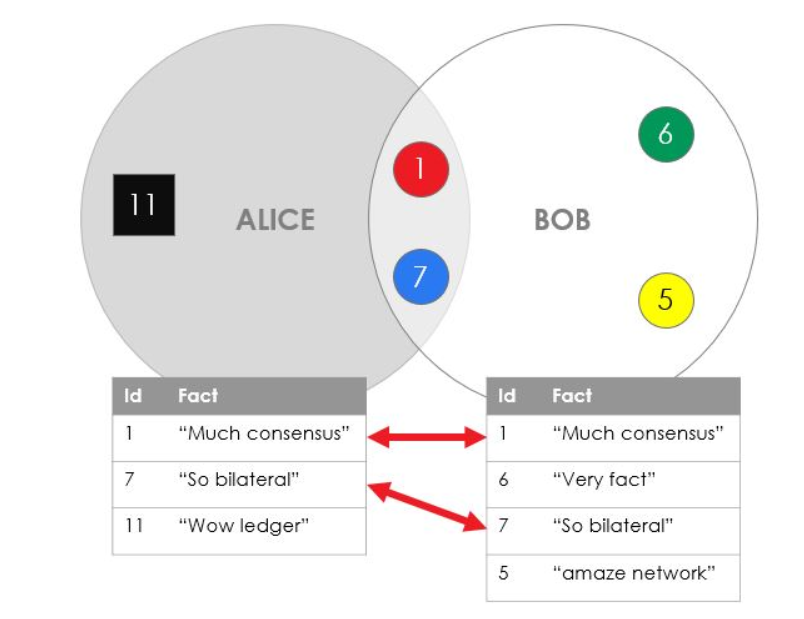 6
1
11
ALICE
BOB
7
5
Id Fact
1 “Much consensus”
7 “So bilateral”
11 “Wow ledger”
Id Fact
1 “Much consensus”
6 “Very fact”
7 “So bilateral”
5 “amaze network”